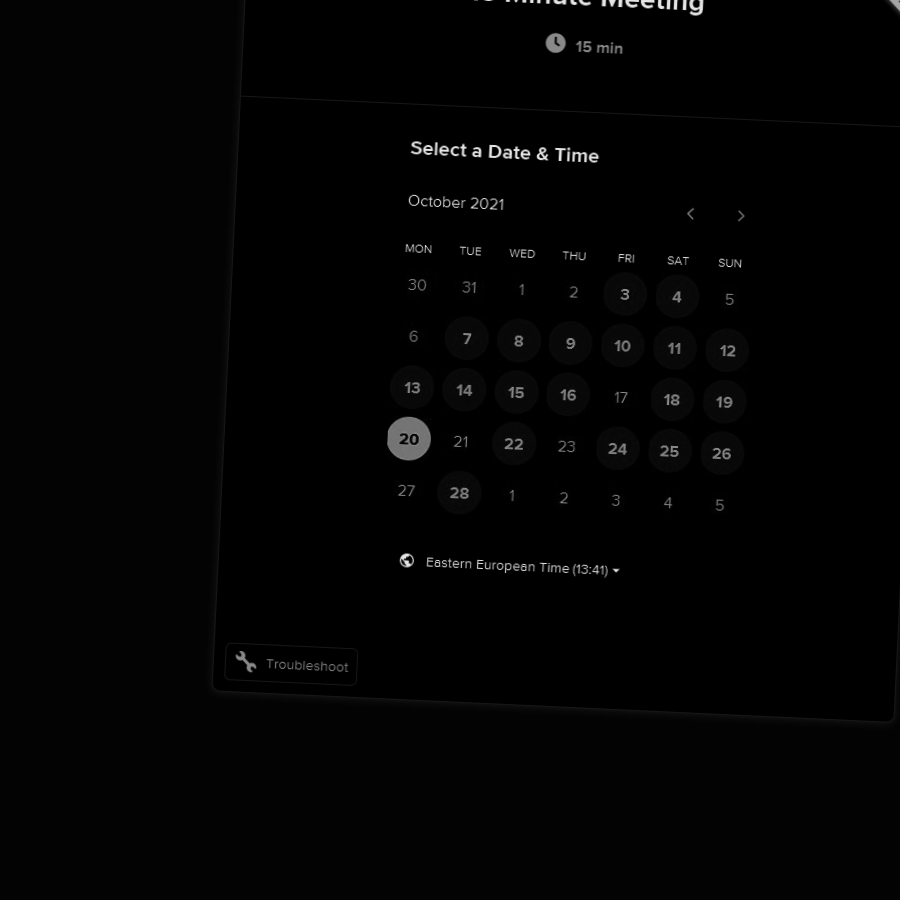 Minute Meeting
15 min
Select a Date & Time
October 2021
MON TUE WED THU FRI SAT SUN
30 31 1 2 3 4 5
6 7 8 9 10 11 12
13 14 15 16 17 18 19
20 21 22 23 24 25 26
27 28 1 2 3 4 5
Eastern European Time (13:41)
Troubleshoot